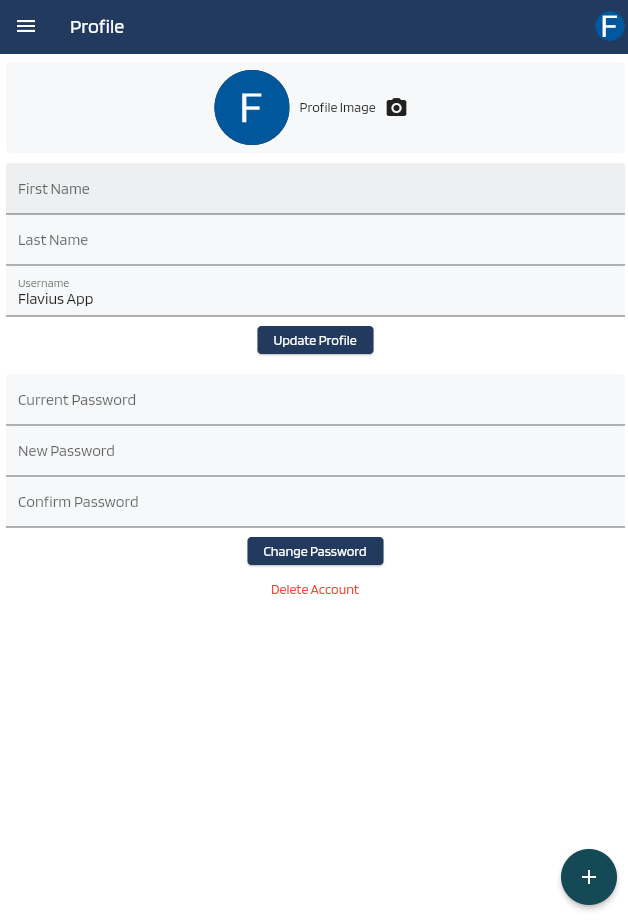 Profile
F
F
Profile Image
First Name
Last Name
Username
Flavius App
Update Profile
Current Password
New Password
Confirm Password
Change Password
Delete Account